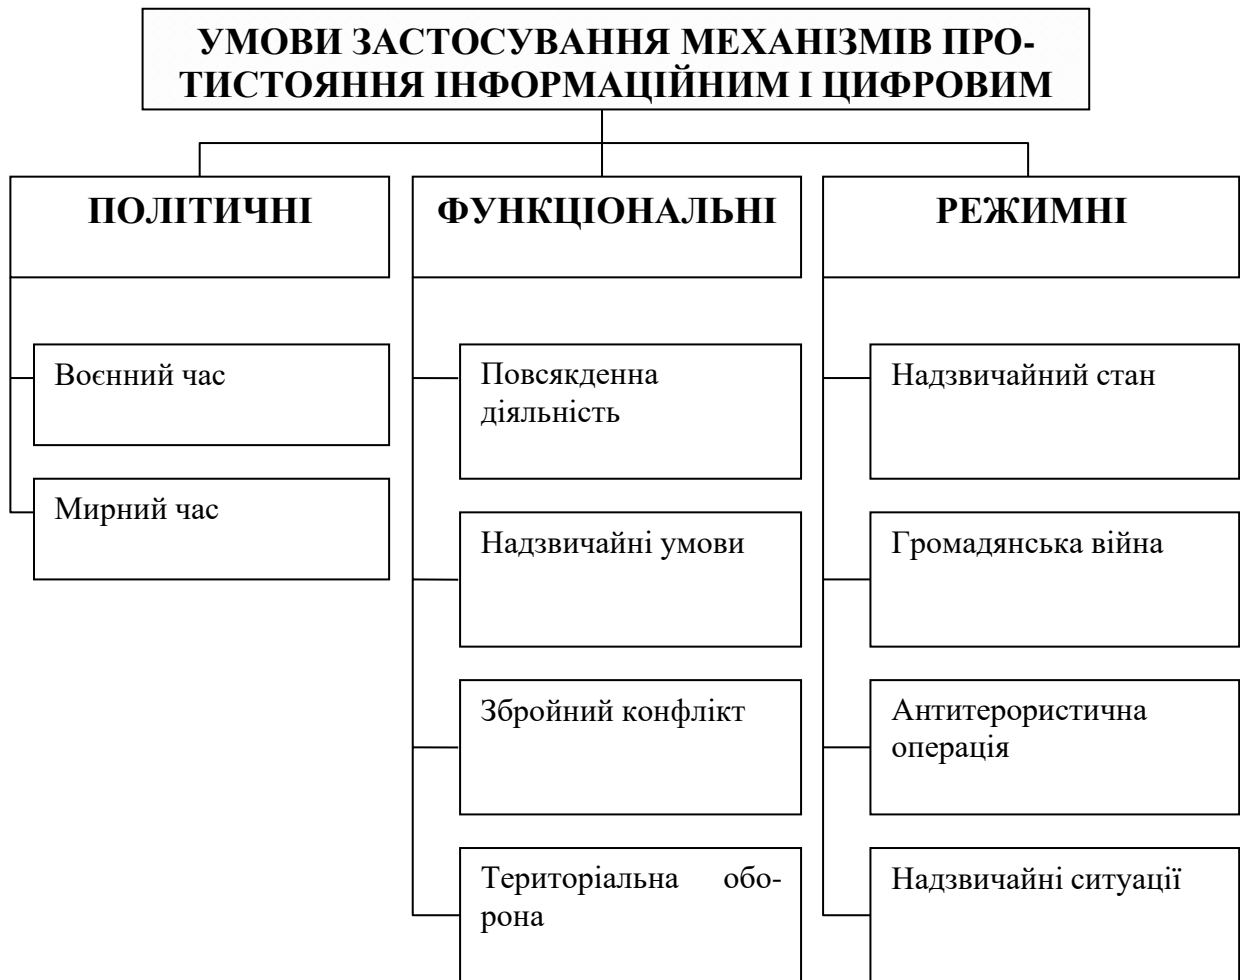 УМОВИ ЗАСТОСУВАННЯ МЕХАНІЗМІВ ПРО-
ТИСТОЯННЯ ІНФОРМАЦІЙНИМ І ЦИФРОВИМ
ПОЛІТИЧНІ
Воєнний час
Мирний час
ФУНКЦІОНАЛЬНІ
Повсякденна
діяльність
Надзвичайні умови
Збройний конфлікт
Територіальна обо-
рона
РЕЖИМНІ
Надзвичайний стан
Громадянська війна
Антитерористична
операція
Надзвичайні ситуації